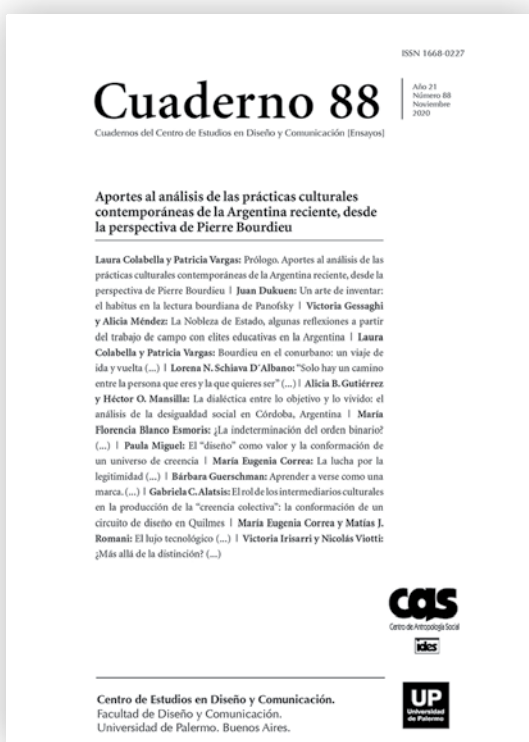 ISSN 1668-0227
Cuaderno 88
Año 21
Número 88
Noviembre
2020
Cuadernos del Centro de Estudios en Diseño y Comunicación [Ensayos]
Aportes al análisis de las prácticas culturales
contemporáneas de la Argentina reciente, desde
la perspectiva de Pierre Bourdieu
Laura Colabella y Patricia Vargas: Prólogo. Aportes al análisis de las
prácticas culturales contemporáneas de la Argentina reciente, desde la
perspectiva de Pierre Bourdieu | Juan Dukuen: Un arte de inventar:
el habitus en la lectura bourdiana de Panofsky | Victoria Gessaghi
y Alicia Méndez: La Nobleza de Estado, algunas reflexiones a partir
del trabajo de campo con elites educativas en la Argentina | Laura
Colabella y Patricia Vargas: Bourdieu en el conurbano: un viaje de
ida y vuelta (...) | Lorena N. Schiava D´Albano: “Solo hay un camino
entre la persona que eres y la que quieres ser” (...) | Alicia B. Gutiérrez
y Héctor O. Mansilla: La dialéctica entre lo objetivo y lo vívido: el
análisis de la desigualdad social en Córdoba, Argentina | María
Florencia Blanco Esmoris: ¿La indeterminación del orden binario?
(...) | Paula Miguel: El “diseño” como valor y la conformación de
un universo de creencia | María Eugenia Correa: La lucha por la
legitimidad (...) | Bárbara Guerschman: Aprender a verse como una
marca. (...) | Gabriela C. Alatsis: El rol de los intermediarios culturales
en la producción de la “creencia colectiva”: la conformación de un
circuito de diseño en Quilmes | María Eugenia Correa y Matías J.
Romani: El lujo tecnológico (...) | Victoria Irisarri y Nicolás Viotti:
¿Más allá de la distinción? (...)
cas
Centro de Antropología Social
ides
Centro de Estudios en Diseño y Comunicación.
Facultad de Diseño y Comunicación.
Universidad de Palermo. Buenos Aires.
UP
Universidad
de Palermo